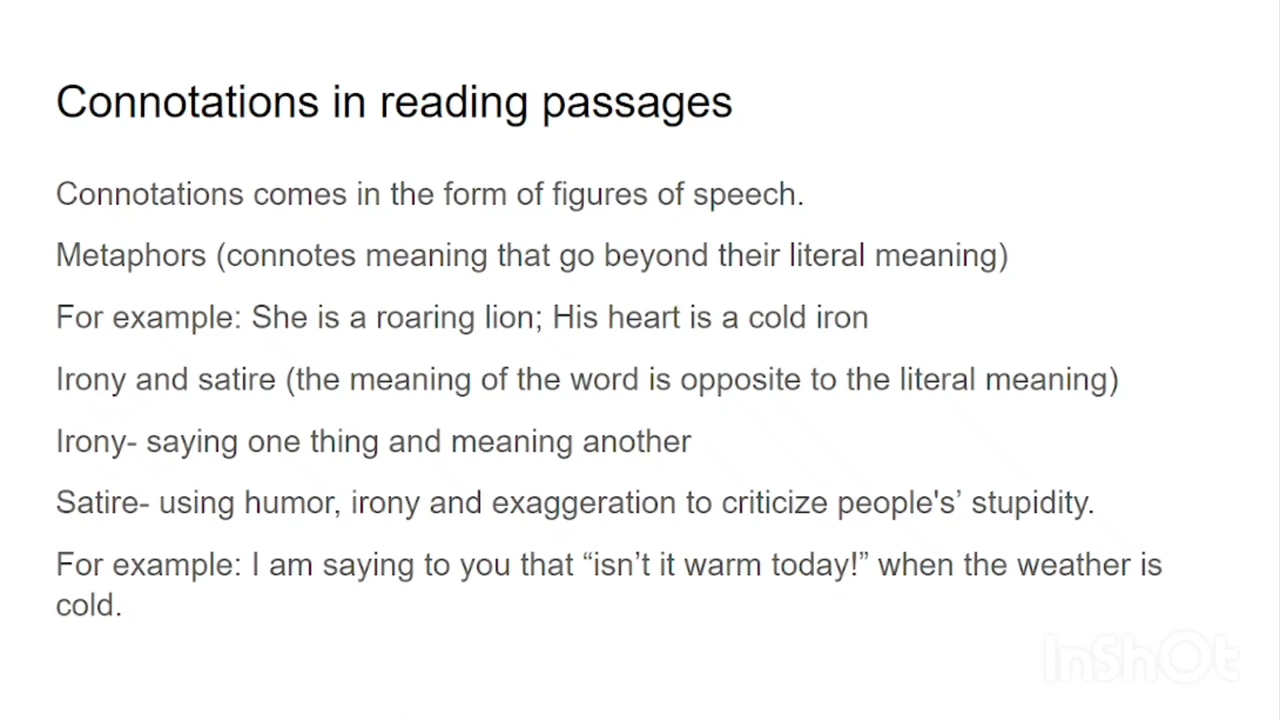 Connotations in reading passages
Connotations comes in the form of figures of speech.
Metaphors (connotes meaning that go beyond their literal meaning)
For example: She is a roaring lion; His heart is a cold iron
Irony and satire (the meaning of the word is opposite to the literal meaning)
Irony- saying one thing and meaning another
Satire- using humor, irony and exaggeration to criticize people's’ stupidity.
For example: I am saying to you that “isn’t it warm today!” when the weather is
cold.
InShOt